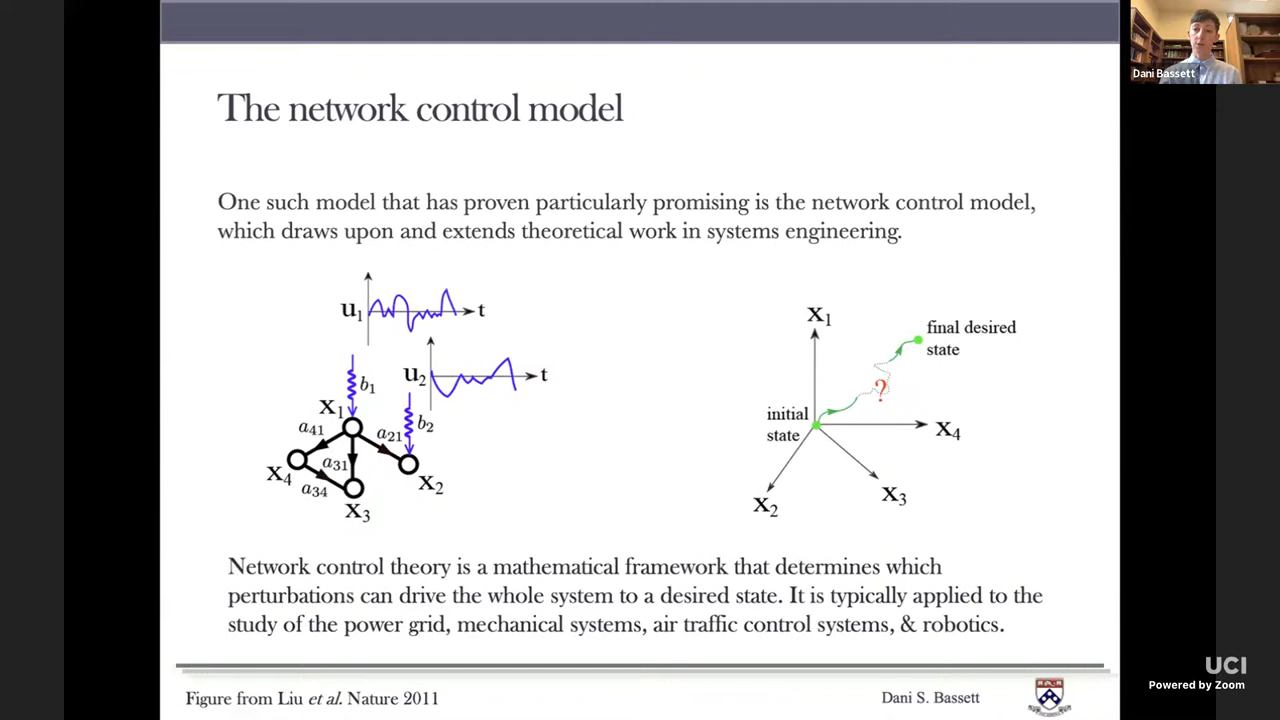 Dani Bassett
The network control model
One such model that has proven particularly promising is the network control model,
which draws upon and extends theoretical work in systems engineering.
u1
t
u2
t
b1
b2
x1
a41
a21
a31
x4
a34
x2
x3
x1
final desired
state
?
initial
state
x4
x3
x2
Network control theory is a mathematical framework that determines which
perturbations can drive the whole system to a desired state. It is typically applied to the
study of the power grid, mechanical systems, air traffic control systems, & robotics.
Figure from Liu et al. Nature 2011
Dani S. Bassett
UCI
Powered by Zoom